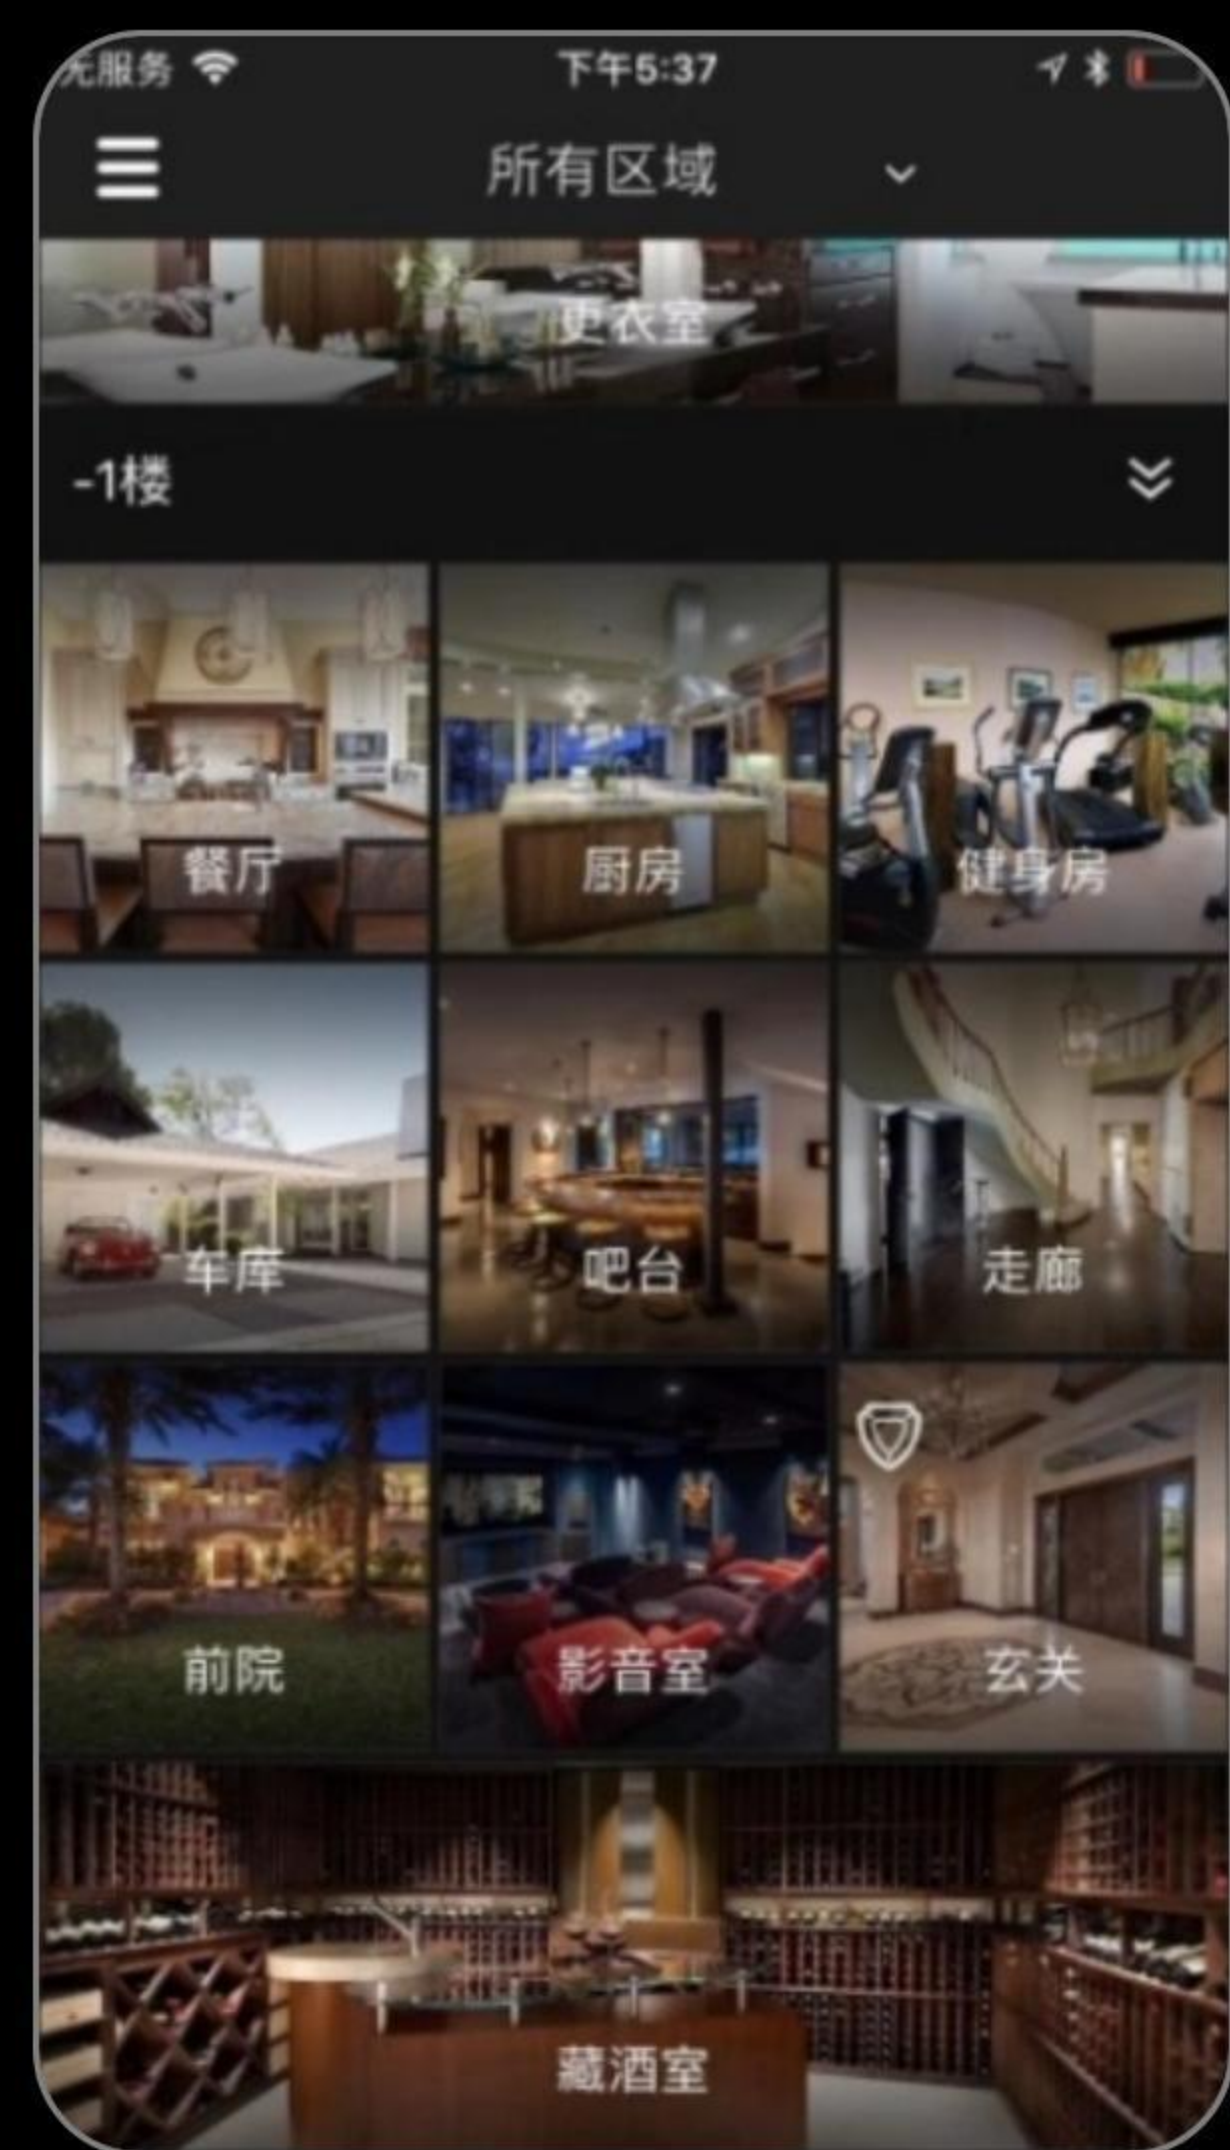 无服务 下午5:37
所有区域
更衣室
-1楼
餐厅 厨房 健身房
车库 吧台 走廊
前院 影音室 玄关
藏酒室